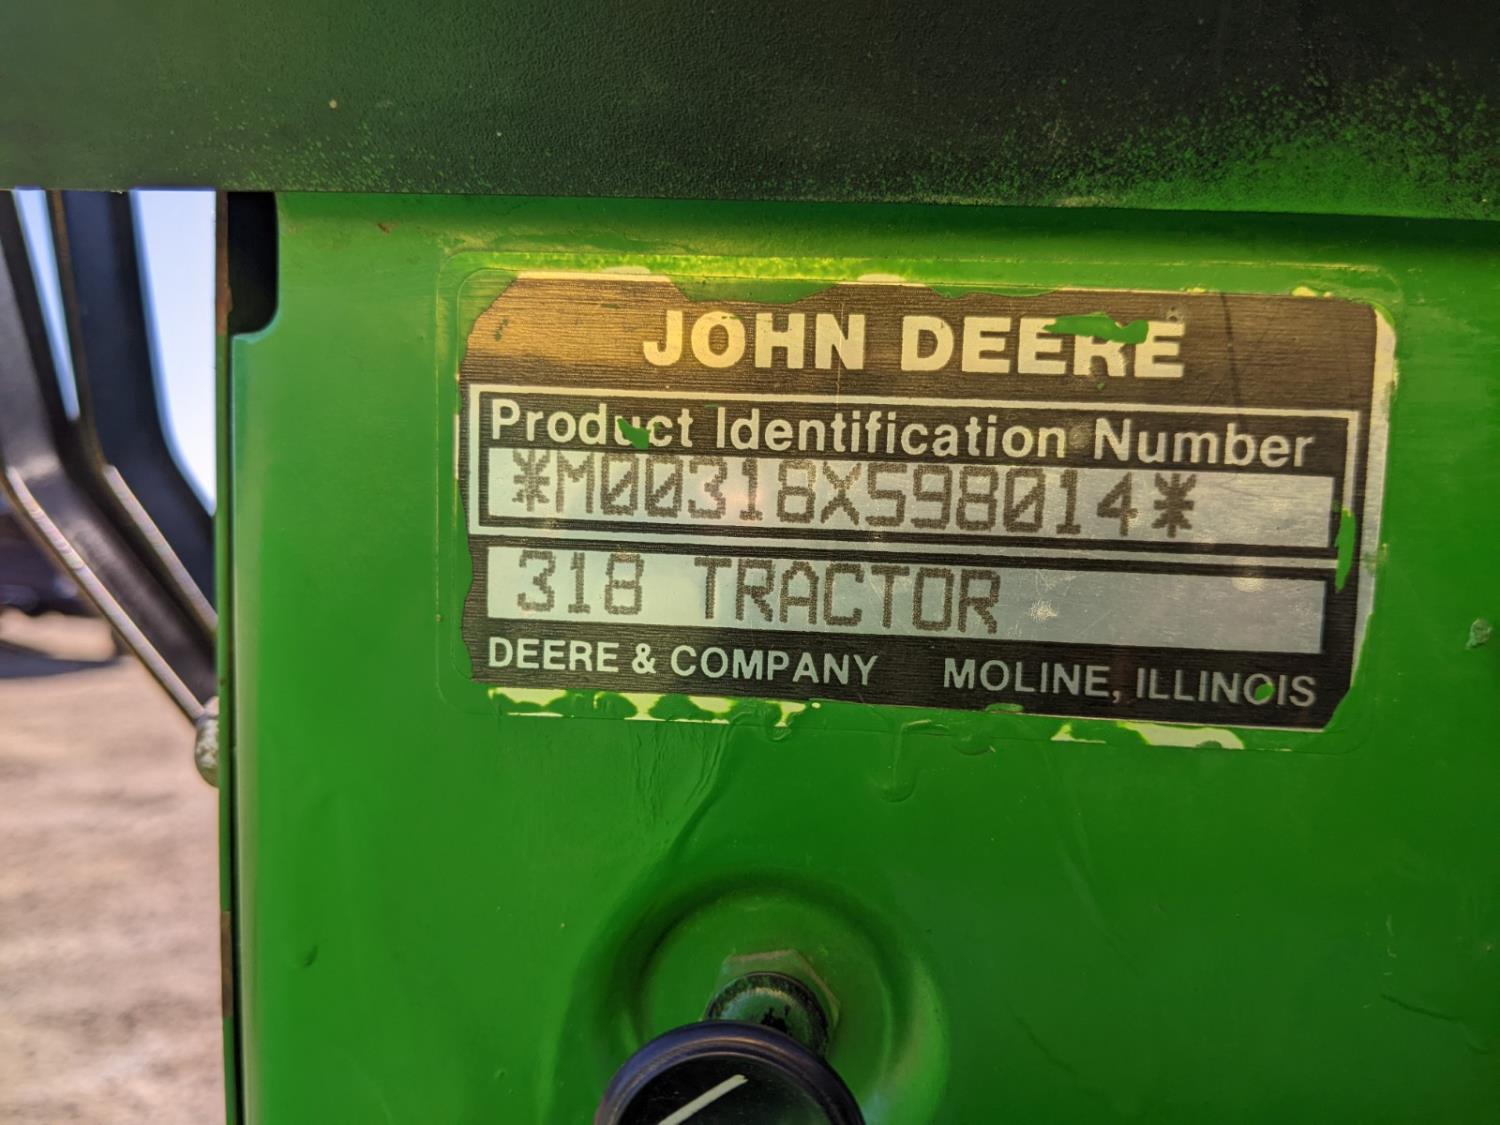 JOHN DEERE
Product Identification Number
*M00318X598014*
318 TRACTOR
DEERE & COMPANY MOLINE, ILLINOIS